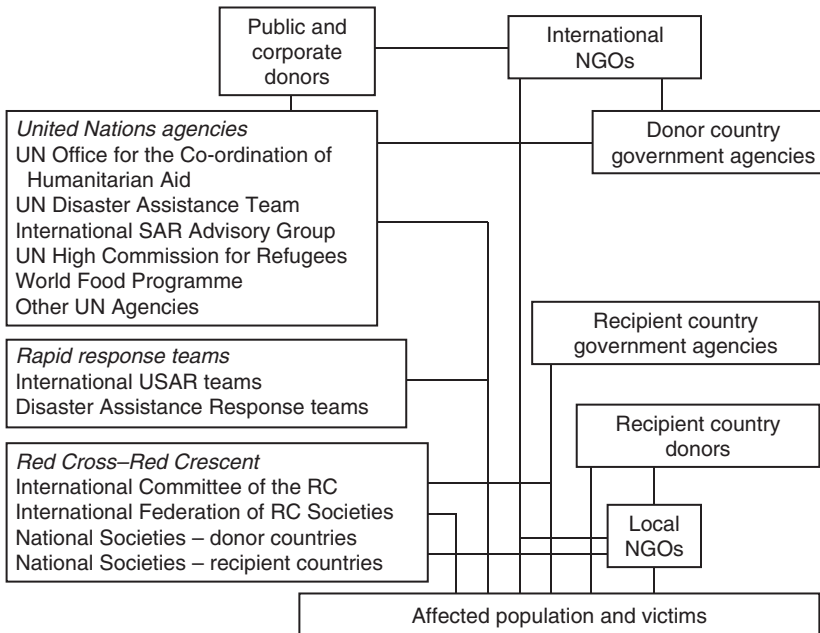 Public and
corporate
donors
International
NGOs
United Nations agencies
UN Office for the Co-ordination of
Humanitarian Aid
UN Disaster Assistance Team
International SAR Advisory Group
UN High Commission for Refugees
World Food Programme
Other UN Agencies
Donor country
government agencies
Recipient country
government agencies
Rapid response teams
International USAR teams
Disaster Assistance Response teams
Recipient country
donors
Red Cross–Red Crescent
International Committee of the RC
International Federation of RC Societies
National Societies – donor countries
National Societies – recipient countries
Local
NGOs
Affected population and victims